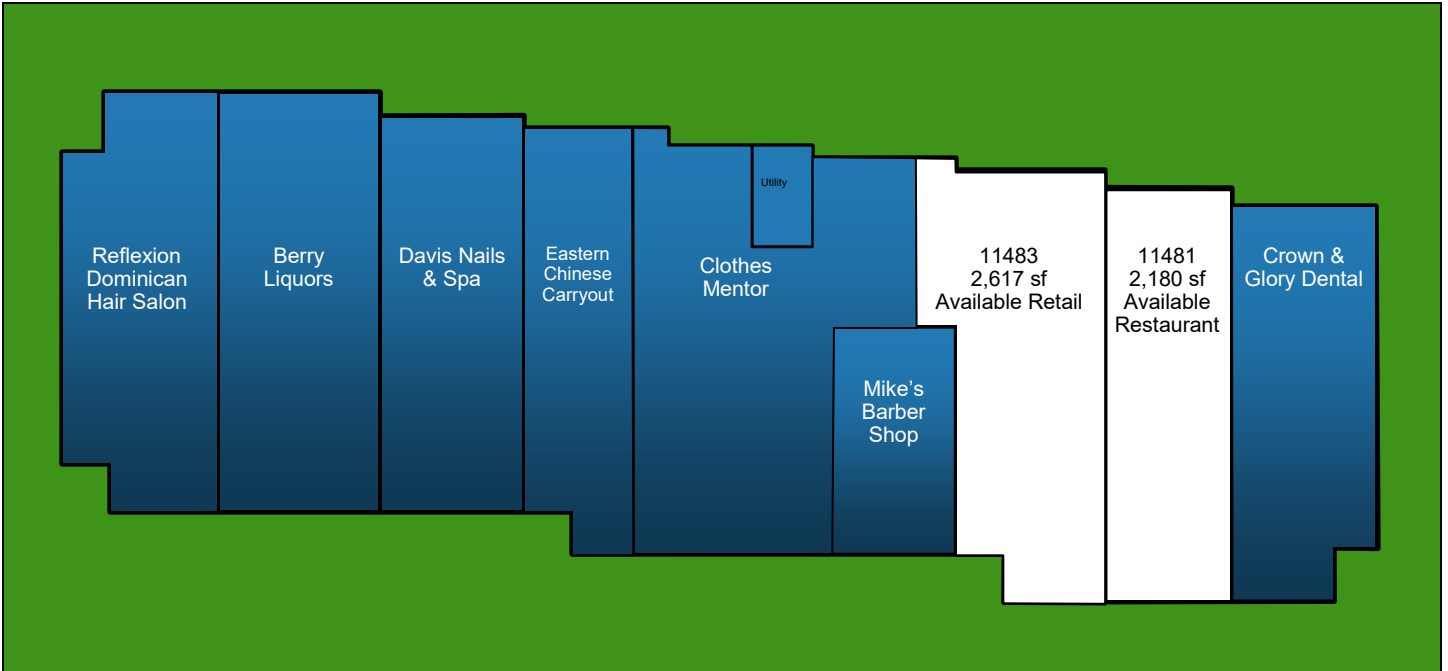 Reflexion
Dominican
Hair Salon
Berry
Liquors
Davis Nails
& Spa
Eastern
Chinese
Carryout
Clothes
Mentor
Utility
Mike’s
Barber
Shop
11483
2,617 sf
Available Retail
11481
2,180 sf
Available
Restaurant
Crown &
Glory Dental